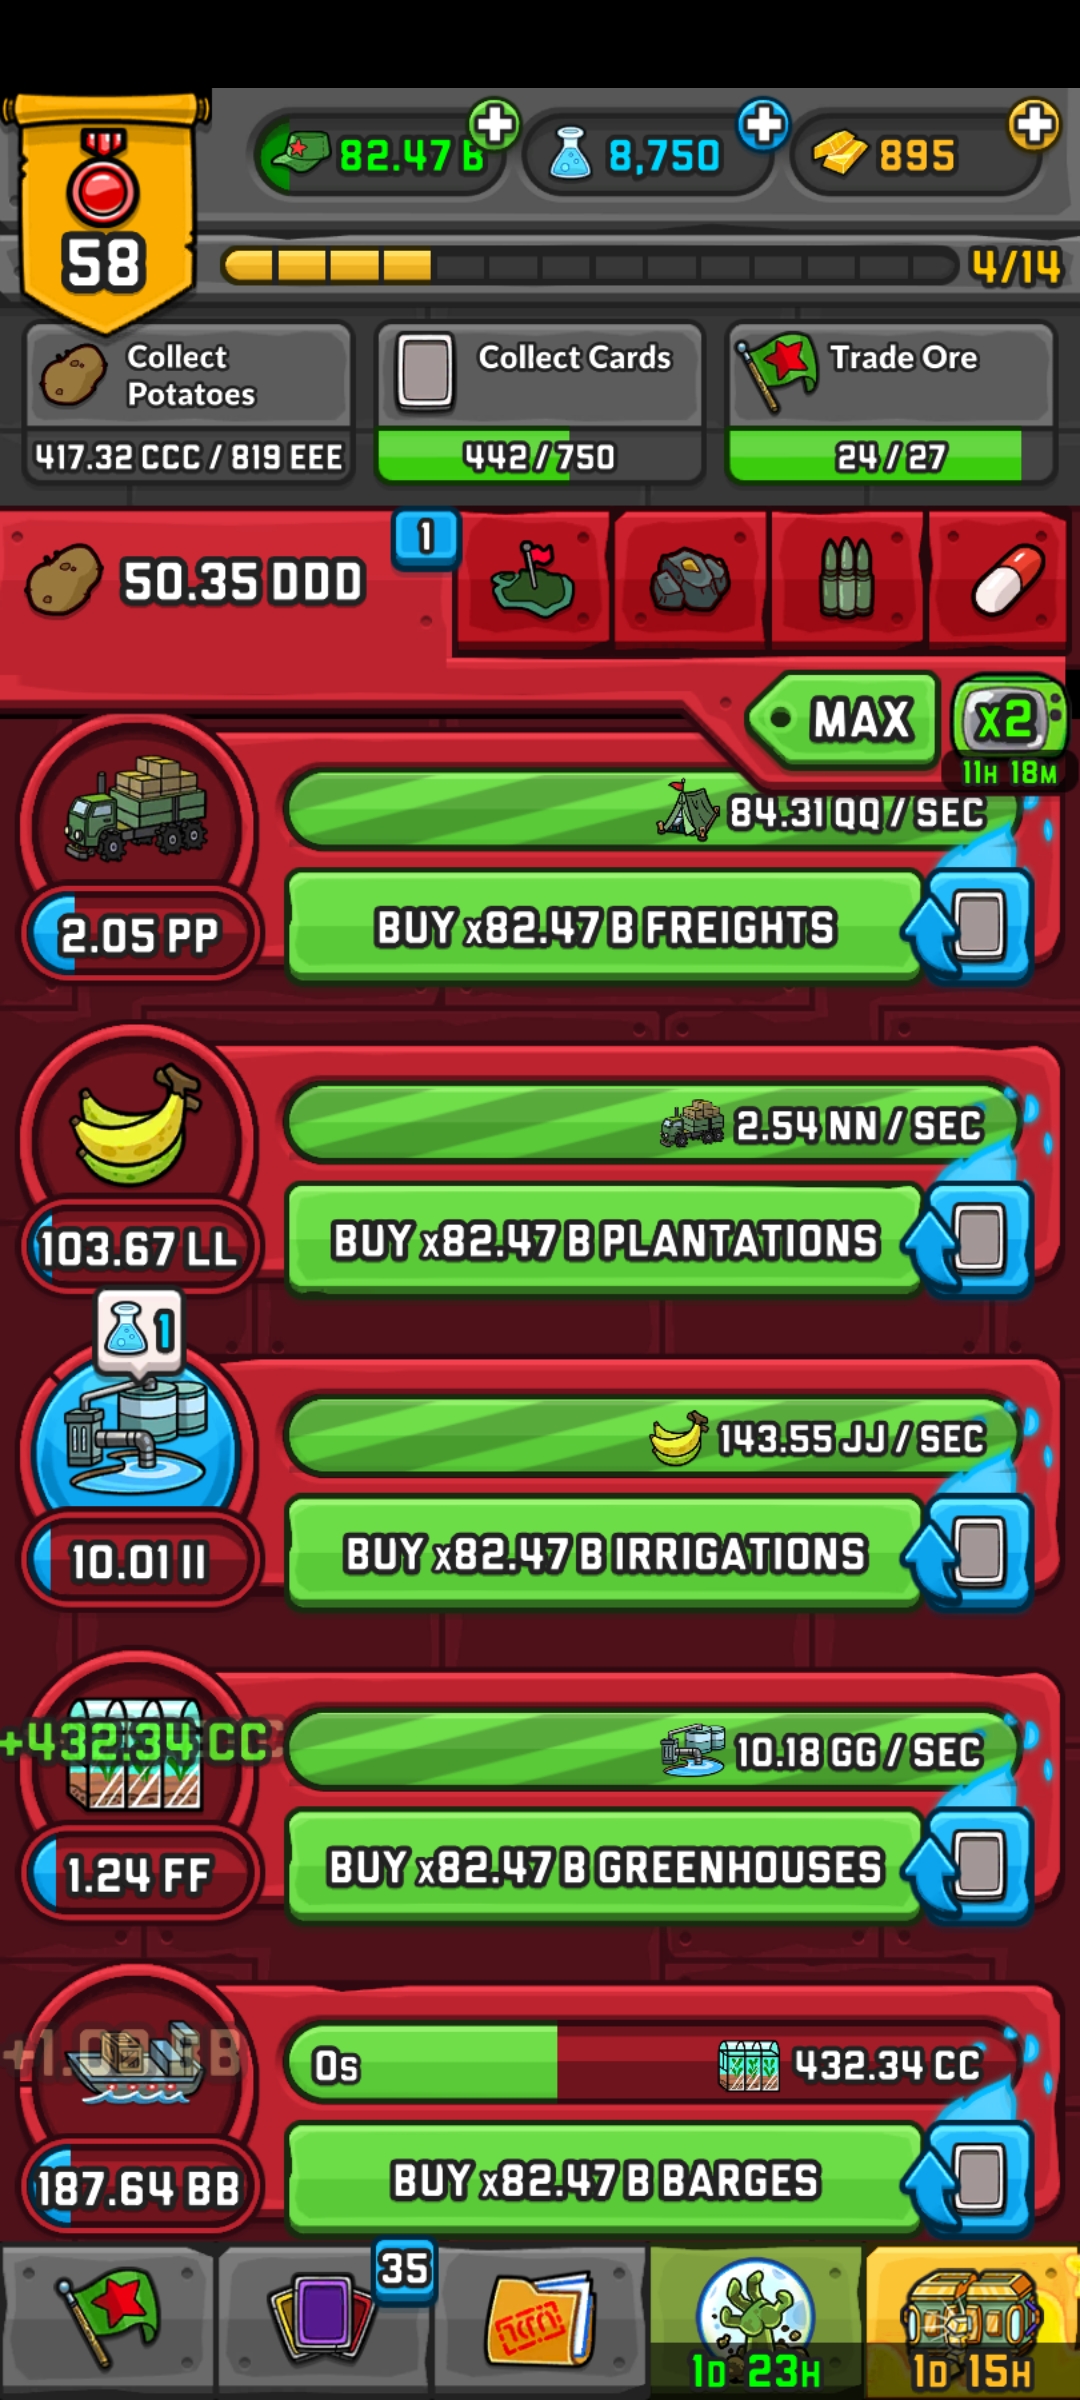 82.47 B
8,750
895
58
4/14
Collect
Potatoes
417.32 CCC / 819 EEE
Collect Cards
442/750
Trade Ore
24/27
50.35 DDD
1
MAX
x2
11H 18M
84.31 QQ / SEC
2.05 PP
BUY x82.47 B FREIGHTS
2.54 NN / SEC
103.67 LL
BUY x82.47 B PLANTATIONS
1
143.55 JJ / SEC
10.01 II
BUY x82.47 B IRRIGATIONS
+432.34 CC
10.18 GG / SEC
1.24 FF
BUY x82.47 B GREENHOUSES
0s
432.34 CC
187.64 BB
BUY x82.47 B BARGES
35
1D 23H
1D 15H